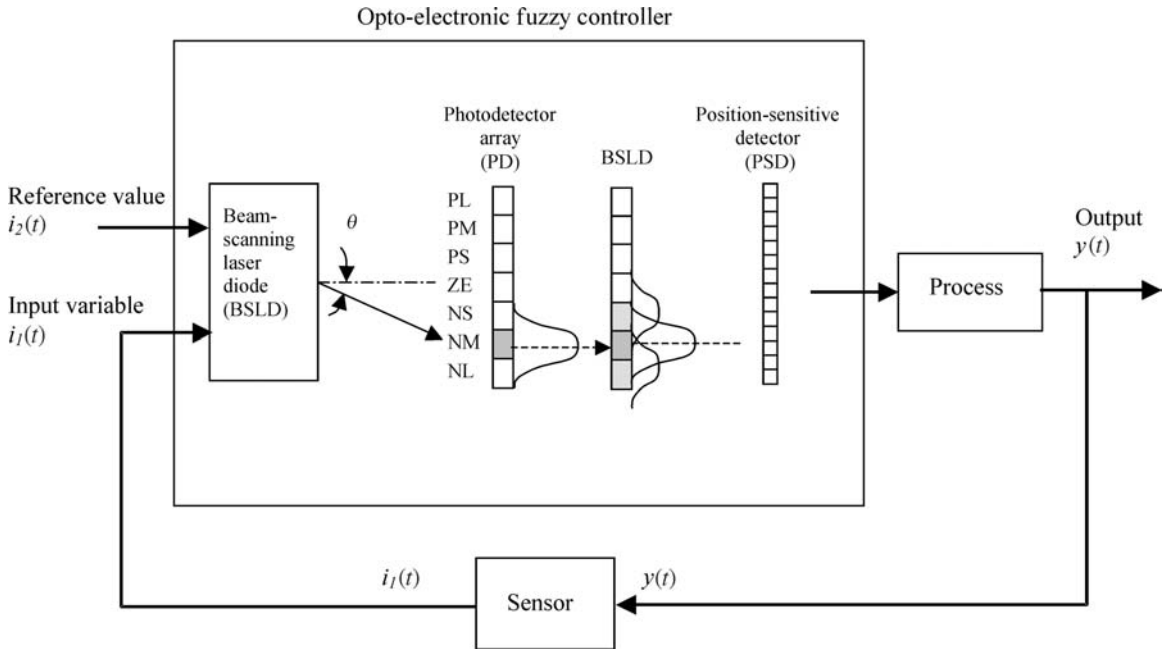 Opto-electronic fuzzy controller
Photodetector
array
(PD)
BSLD
Position-sensitive
detector
(PSD)
Reference value
i₂(t)
Input variable
i₁(t)
Beam-
scanning
laser
diode
(BSLD)
θ
PL
PM
PS
ZE
NS
NM
NL
Process
Output
y(t)
i₁(t)
Sensor
y(t)